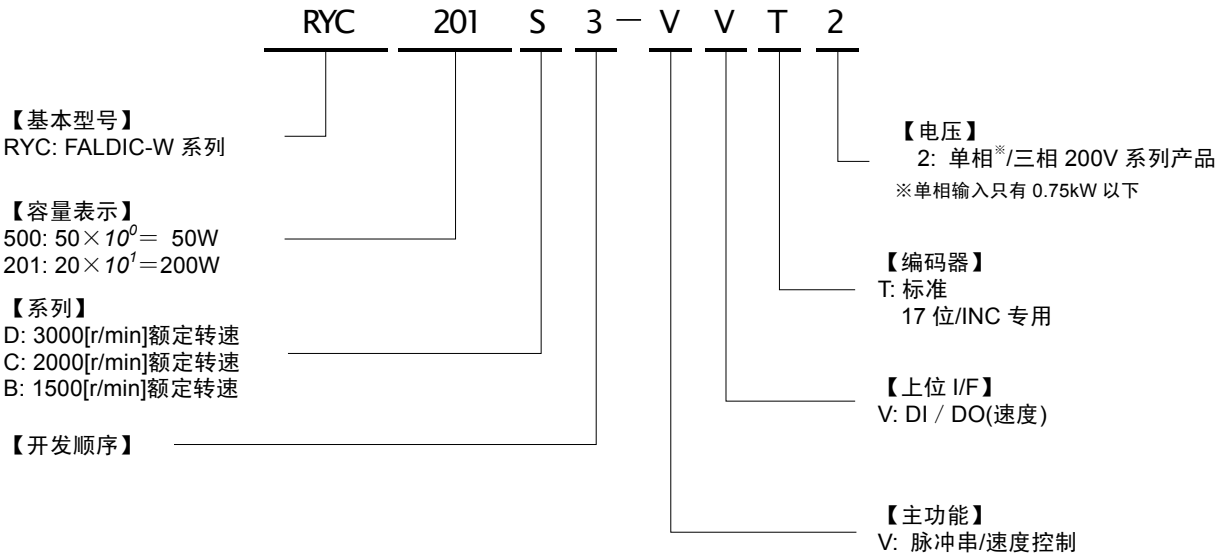 RYC 201 S 3 － V V T 2
【基本型号】
RYC: FALDIC-W 系列
【容量表示】
500: 50×10⁰＝ 50W
201: 20×10¹＝200W
【系列】
D: 3000[r/min]额定转速
C: 2000[r/min]额定转速
B: 1500[r/min]额定转速
【开发顺序】
【电压】
2: 单相※/三相 200V 系列产品
※单相输入只有 0.75kW 以下
【编码器】
T: 标准
17 位/INC 专用
【上位 I/F】
V: DI / DO(速度)
【主功能】
V: 脉冲串/速度控制